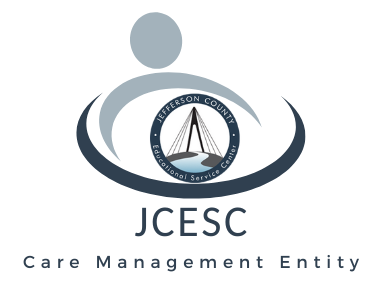 JEFFERSON COUNTY
Educational Service Center
JCESC
Care Management Entity